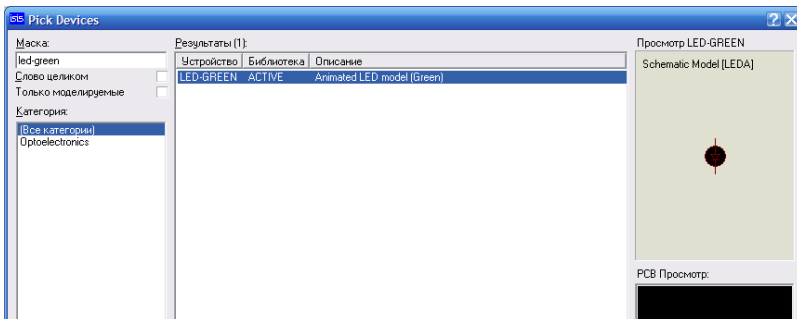 ISIS Pick Devices
Маска:
led-green
Слово целиком
Только моделируемые
Категория:
(Все категории)
Optoelectronics
Результаты (1):
Устройство Библиотека Описание
LED-GREEN ACTIVE Animated LED model (Green)
Просмотр LED-GREEN
Schematic Model [LEDA]
PCB Просмотр: